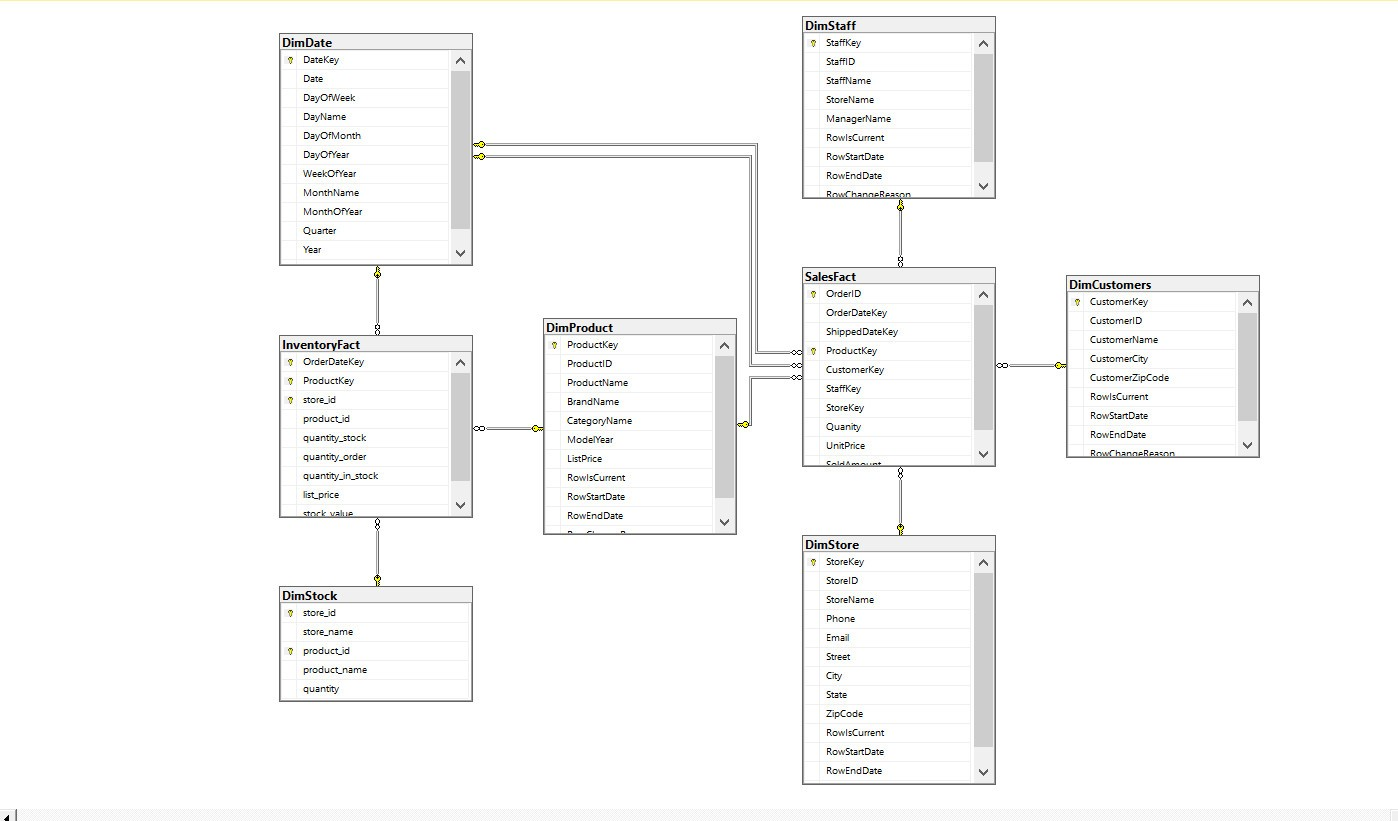 DimDate
DateKey
Date
DayOfWeek
DayName
DayOfMonth
DayOfYear
WeekOfYear
MonthName
MonthOfYear
Quarter
Year
DimStaff
StaffKey
StaffID
StaffName
StoreName
ManagerName
RowIsCurrent
RowStartDate
RowEndDate
RowChangeReason
InventoryFact
OrderDateKey
ProductKey
store_id
product_id
quantity_stock
quantity_order
quantity_in_stock
list_price
stock_value
DimProduct
ProductKey
ProductID
ProductName
BrandName
CategoryName
ModelYear
ListPrice
RowIsCurrent
RowStartDate
RowEndDate
SalesFact
OrderID
OrderDateKey
ShippedDateKey
ProductKey
CustomerKey
StaffKey
StoreKey
Quanity
UnitPrice
SoldAmount
DimCustomers
CustomerKey
CustomerID
CustomerName
CustomerCity
CustomerZipCode
RowIsCurrent
RowStartDate
RowEndDate
RowChangeReason
DimStock
store_id
store_name
product_id
product_name
quantity
DimStore
StoreKey
StoreID
StoreName
Phone
Email
Street
City
State
ZipCode
RowIsCurrent
RowStartDate
RowEndDate